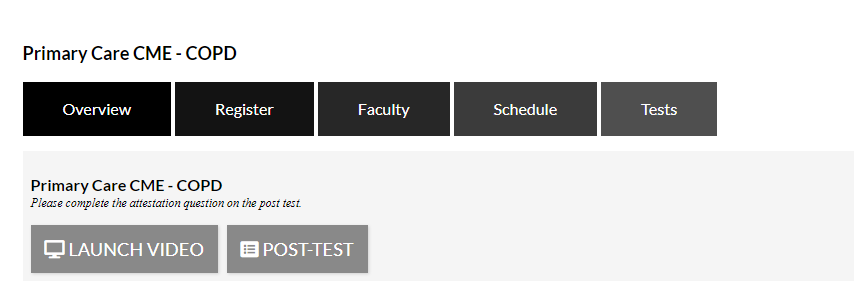 Primary Care CME - COPD
Overview Register Faculty Schedule Tests
Primary Care CME - COPD
Please complete the attestation question on the post test.
LAUNCH VIDEO POST-TEST